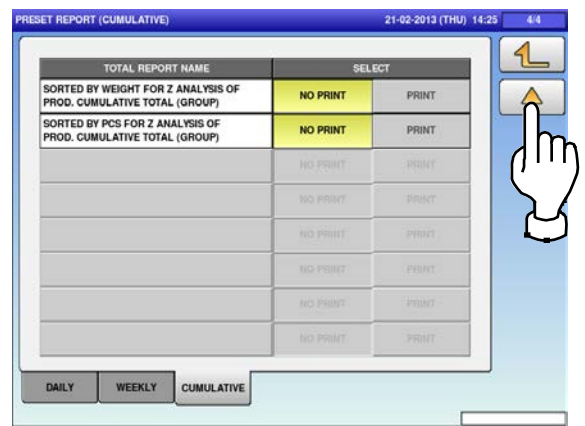 PRESET REPORT (CUMULATIVE) 21-02-2013 (THU) 14:25 4/4
TOTAL REPORT NAME SELECT
SORTED BY WEIGHT FOR Z ANALYSIS OF
PROD. CUMULATIVE TOTAL (GROUP)
NO PRINT PRINT
SORTED BY PCS FOR Z ANALYSIS OF
PROD. CUMULATIVE TOTAL (GROUP)
NO PRINT PRINT
NO PRINT PRINT
NO PRINT PRINT
NO PRINT PRINT
NO PRINT PRINT
NO PRINT PRINT
NO PRINT PRINT
DAILY WEEKLY CUMULATIVE